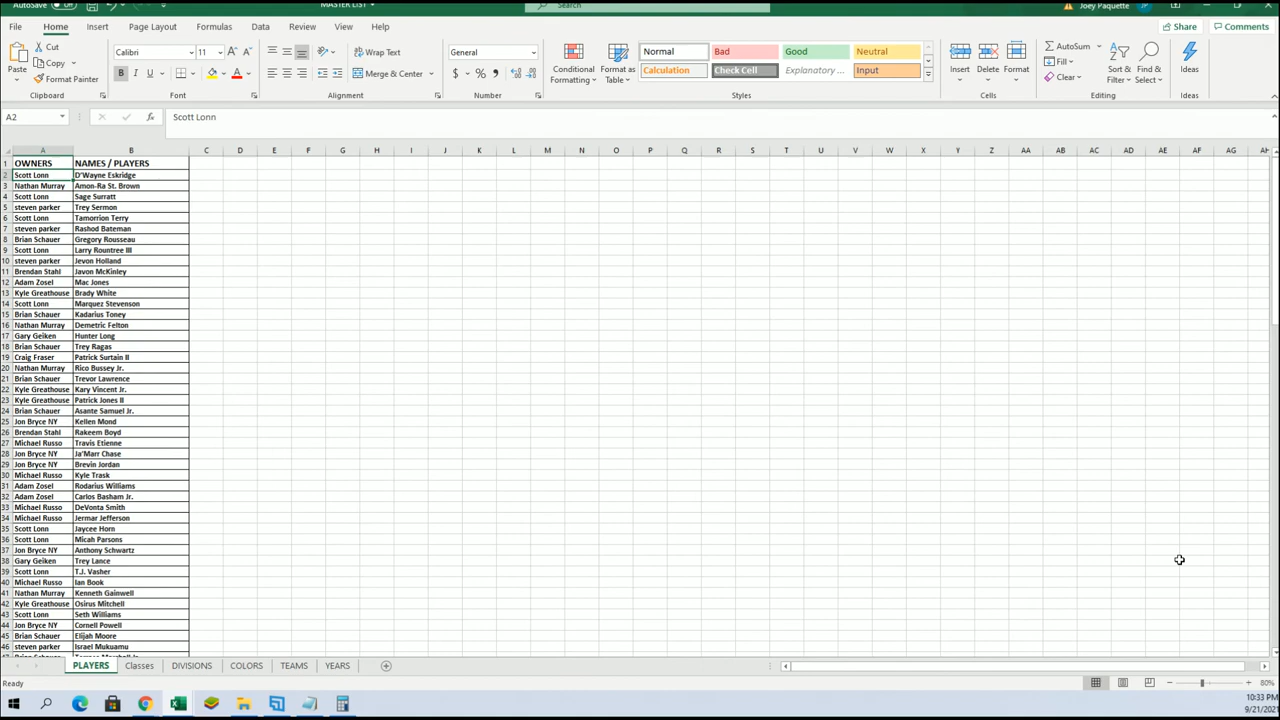 AutoSave Off MASTER LIST Search Joey Paquette JP
File Home Insert Page Layout Formulas Data Review View Help Share Comments
Paste
Cut
Copy
Format Painter
Clipboard
Calibri 11
B I U
Font
Wrap Text
Merge & Center
Alignment
General
$ % ,
Number
Conditional Formatting
Format as Table
Normal Bad Good Neutral
Calculation Check Cell Explanatory ... Input
Styles
Insert Delete Format
Cells
AutoSum
Fill
Clear
Sort & Filter
Find & Select
Editing
Ideas
Ideas
A2 fx Scott Lonn
A B C D E F G H I J K L M N O P Q R S T U V W X Y Z AA AB AC AD AE AF AG AH
1 OWNERS NAMES / PLAYERS
2 Scott Lonn D'Wayne Eskridge
3 Nathan Murray Amon-Ra St. Brown
4 Scott Lonn Sage Surratt
5 steven parker Trey Sermon
6 Scott Lonn Tamorrion Terry
7 steven parker Rashod Bateman
8 Brian Schauer Gregory Rousseau
9 Scott Lonn Larry Rountree III
10 steven parker Jevon Holland
11 Brendan Stahl Javon McKinley
12 Adam Zosel Mac Jones
13 Kyle Greathouse Brady White
14 Scott Lonn Marquez Stevenson
15 Brian Schauer Kadarius Toney
16 Nathan Murray Demetric Felton
17 Gary Geiken Hunter Long
18 Brian Schauer Trey Ragas
19 Craig Fraser Patrick Surtain II
20 Nathan Murray Rico Bussey Jr.
21 Brian Schauer Trevor Lawrence
22 Kyle Greathouse Kary Vincent Jr.
23 Kyle Greathouse Patrick Jones II
24 Brian Schauer Asante Samuel Jr.
25 Jon Bryce NY Kellen Mond
26 Brendan Stahl Rakeem Boyd
27 Michael Russo Travis Etienne
28 Jon Bryce NY Ja'Marr Chase
29 Jon Bryce NY Brevin Jordan
30 Michael Russo Kyle Trask
31 Adam Zosel Rodarius Williams
32 Adam Zosel Carlos Basham Jr.
33 Michael Russo DeVonta Smith
34 Michael Russo Jermar Jefferson
35 Scott Lonn Jaycee Horn
36 Scott Lonn Micah Parsons
37 Jon Bryce NY Anthony Schwartz
38 Gary Geiken Trey Lance
39 Scott Lonn T.J. Vasher
40 Michael Russo Ian Book
41 Nathan Murray Kenneth Gainwell
42 Kyle Greathouse Osirus Mitchell
43 Scott Lonn Seth Williams
44 Jon Bryce NY Cornell Powell
45 Brian Schauer Elijah Moore
46 steven parker Israel Mukuamu
PLAYERS Classes DIVISIONS COLORS TEAMS YEARS
Ready 80%
10:33 PM
9/21/2021